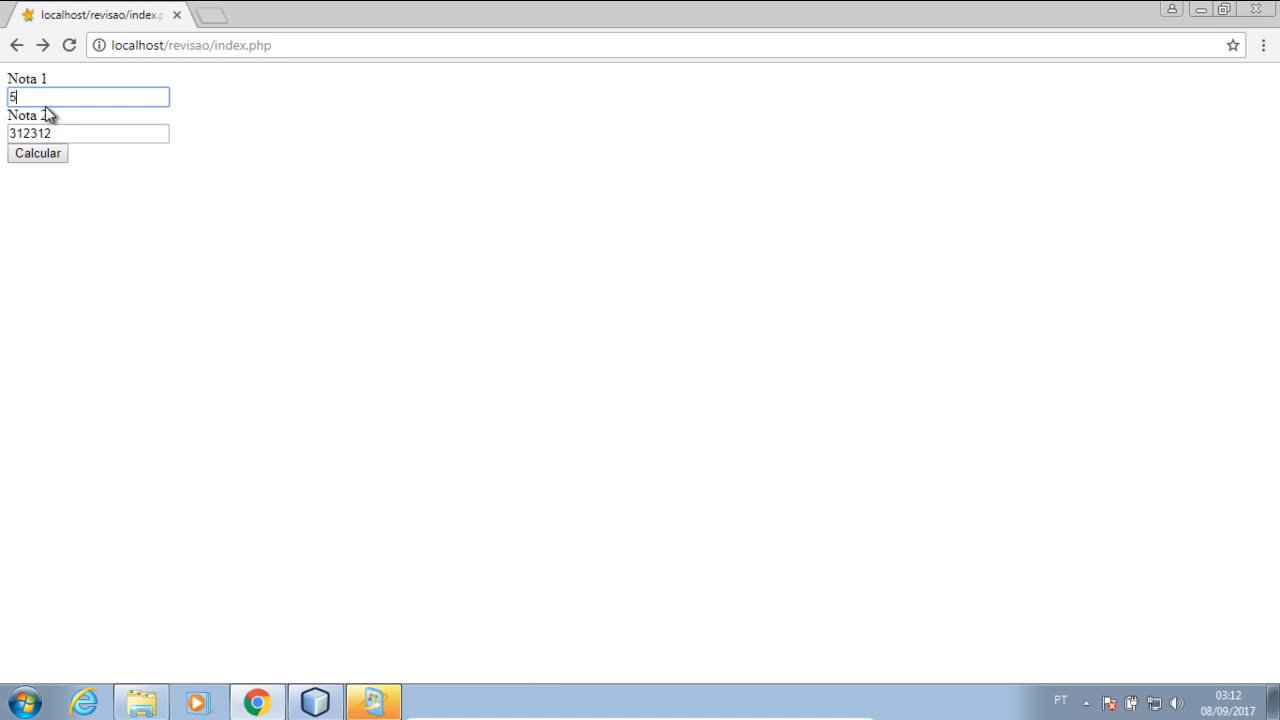 localhost/revisao/index.p
localhost/revisao/index.php
Nota 1
5
Nota 2
312312
Calcular
PT
03:12
08/09/2017